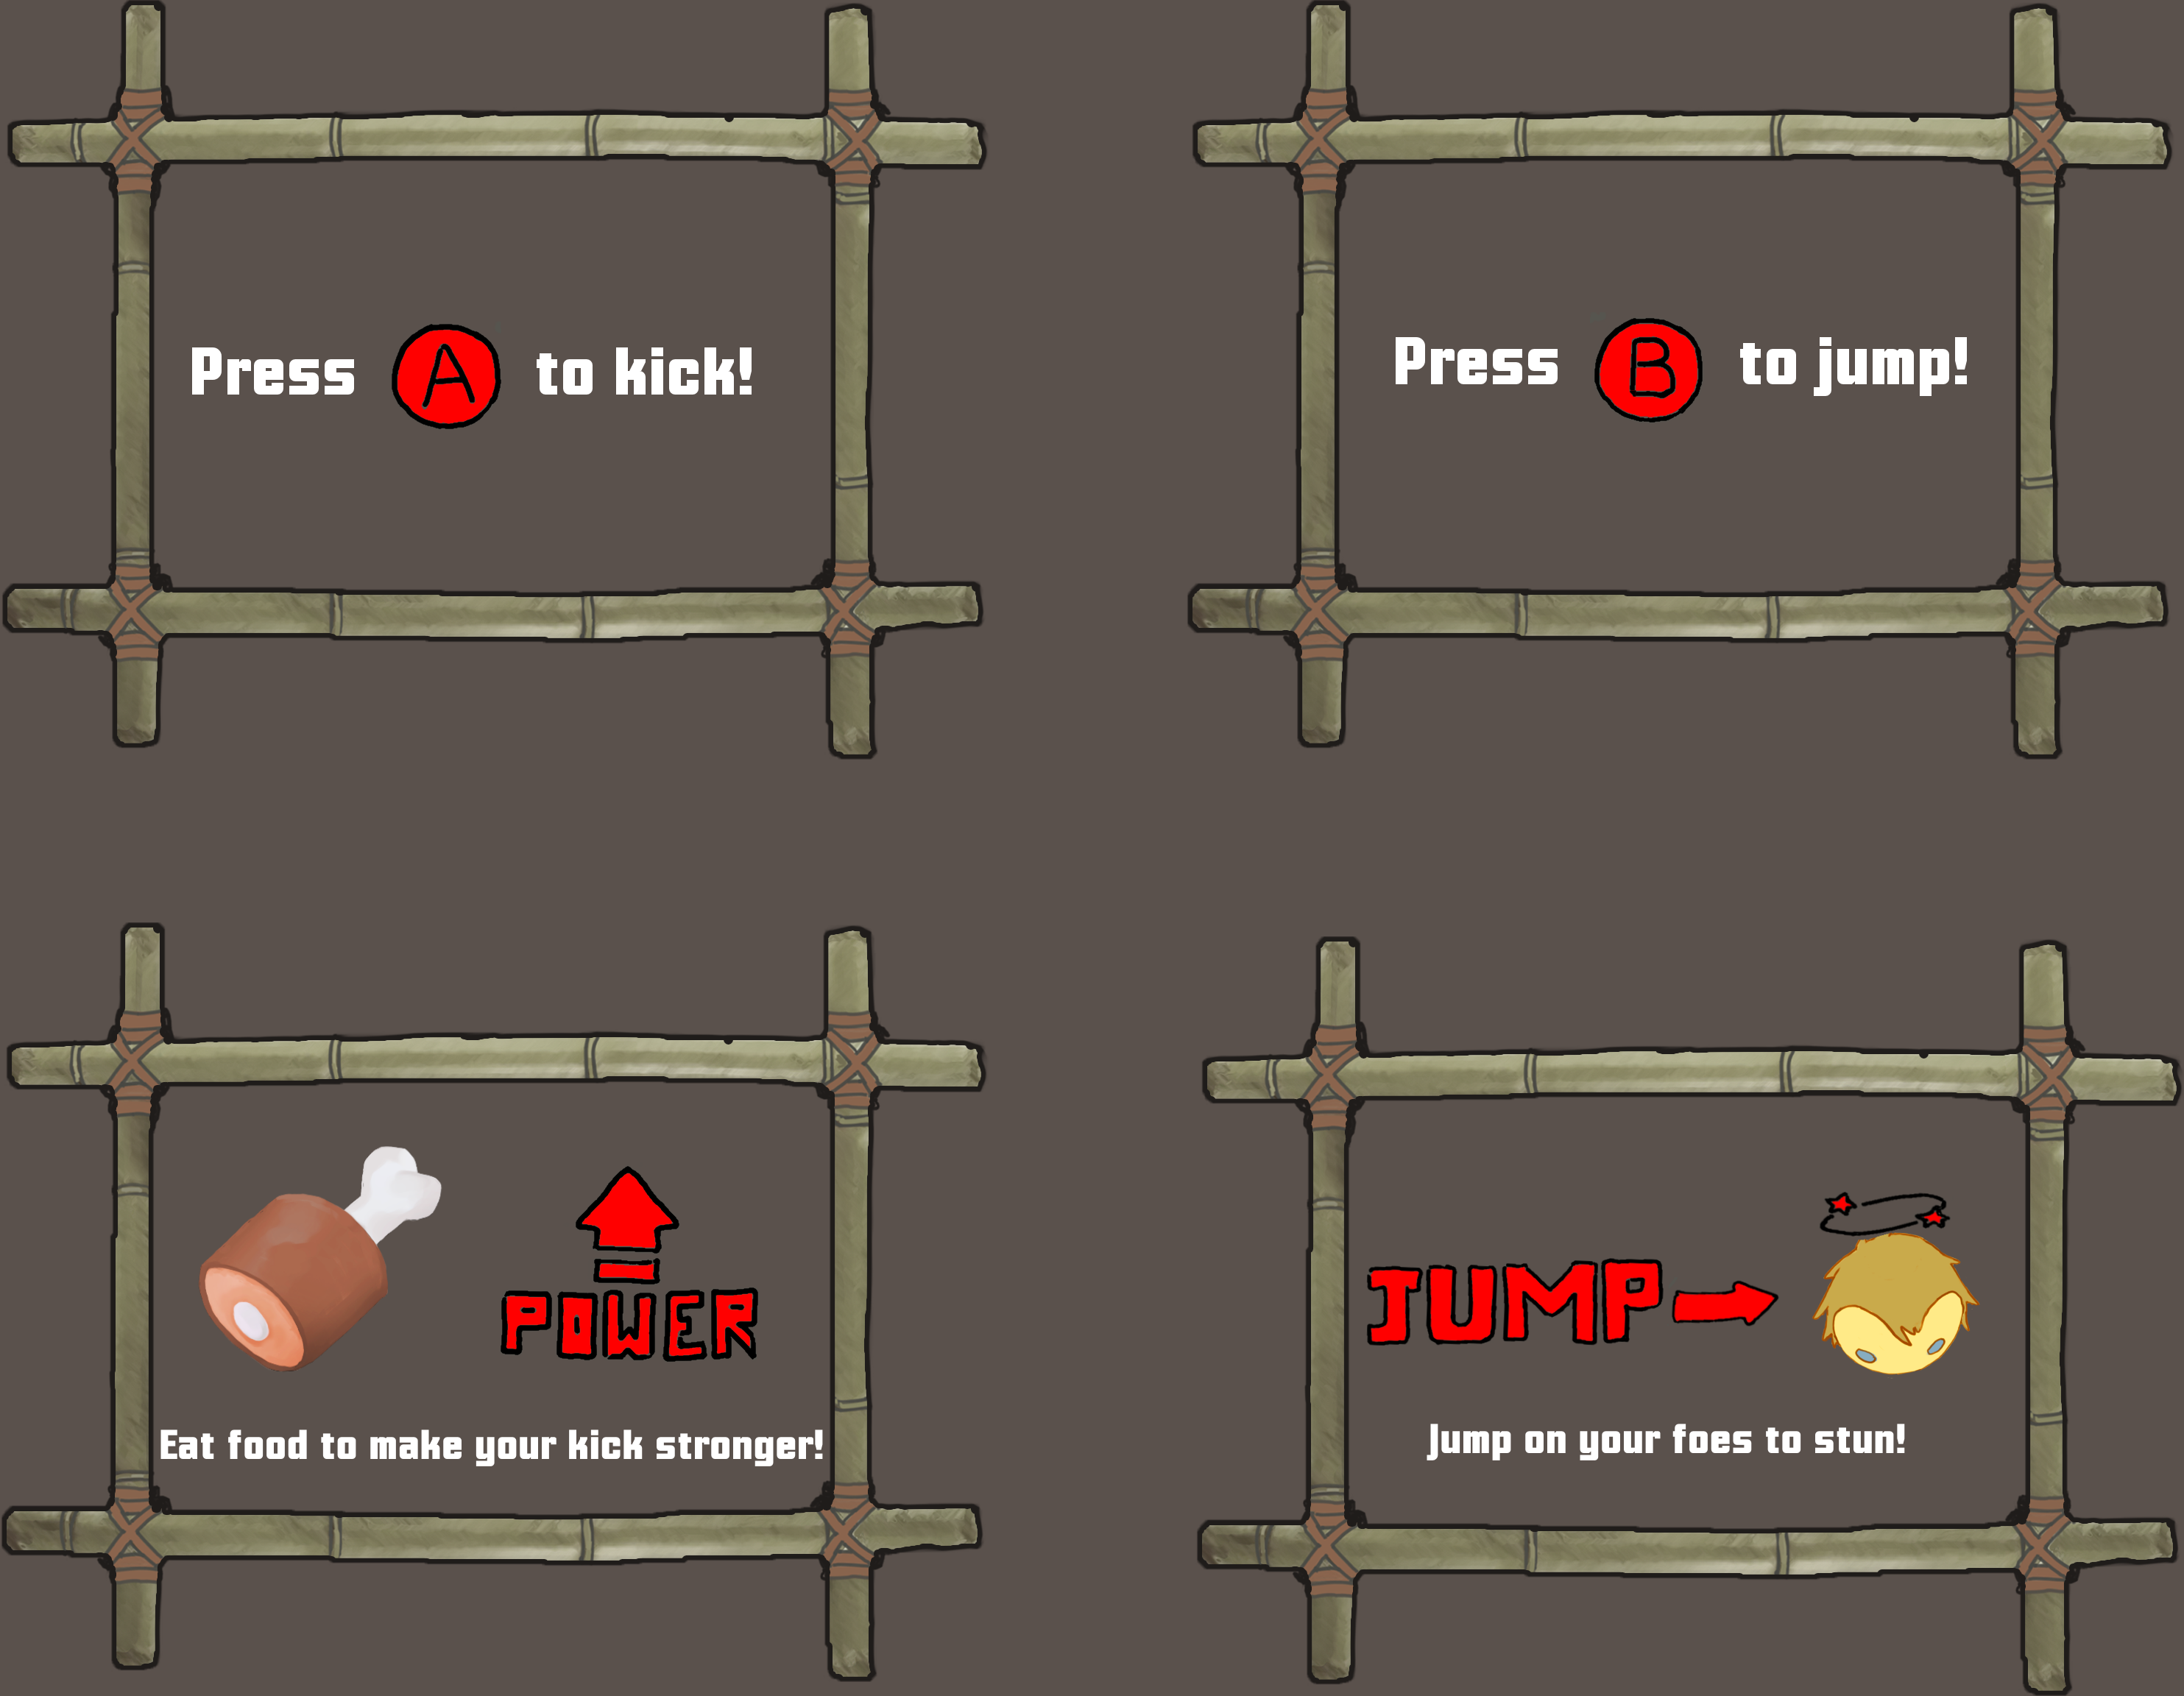 Press A to kick!
Press B to jump!
POWER
Eat food to make your kick stronger!
JUMP
Jump on your foes to stun!